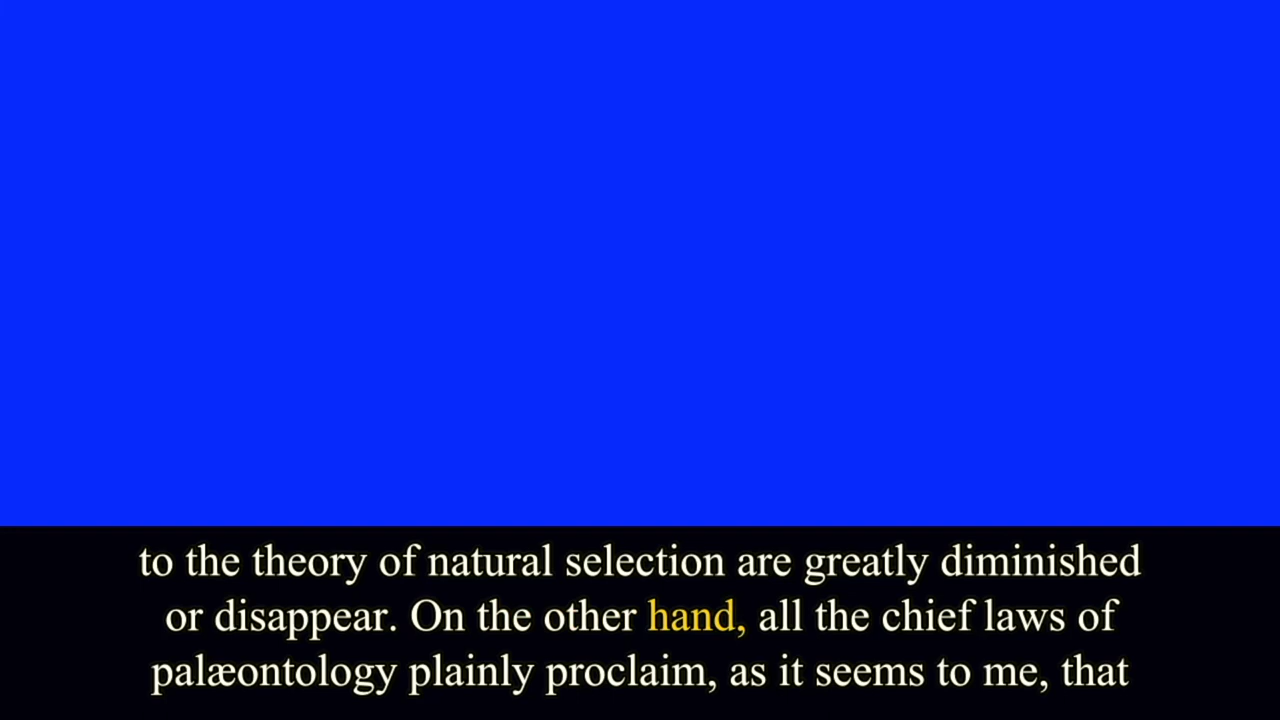 to the theory of natural selection are greatly diminished
or disappear. On the other hand, all the chief laws of
palæontology plainly proclaim, as it seems to me, that